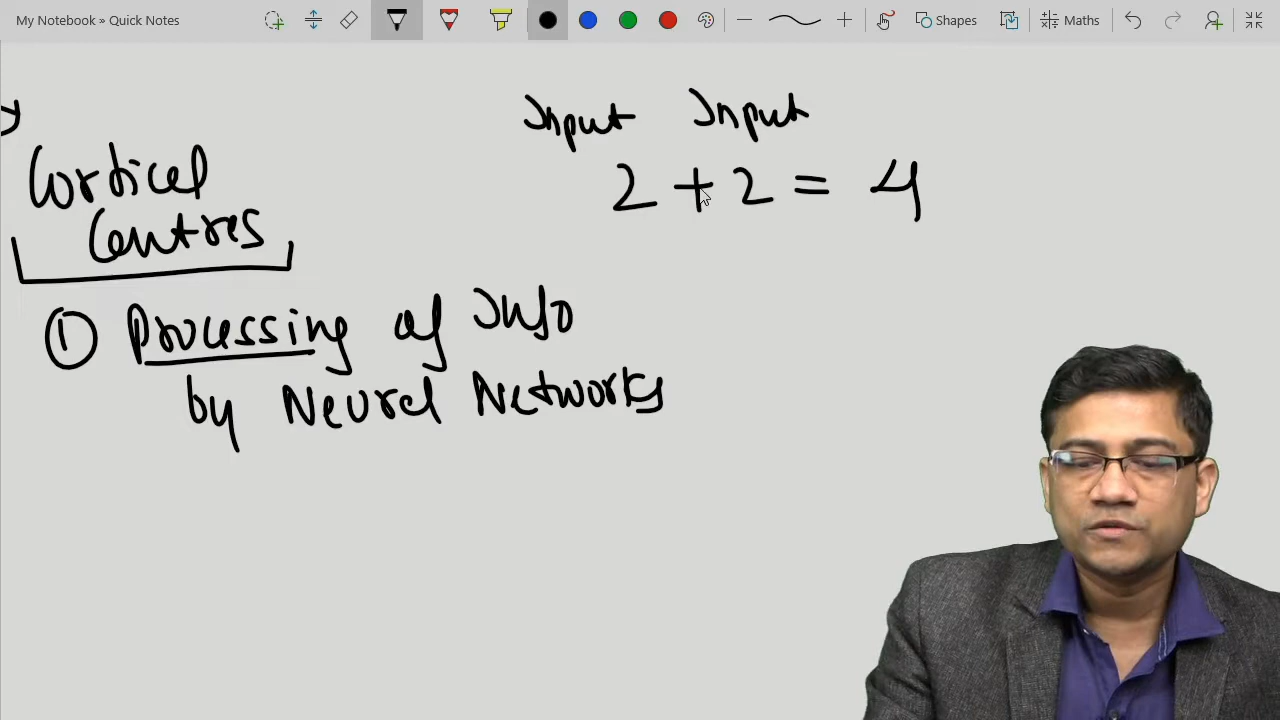 My Notebook » Quick Notes
Shapes
Maths
Input Input
2 + 2 = 4
Cortical
Centres
① Processing of Info
by Neural Networks